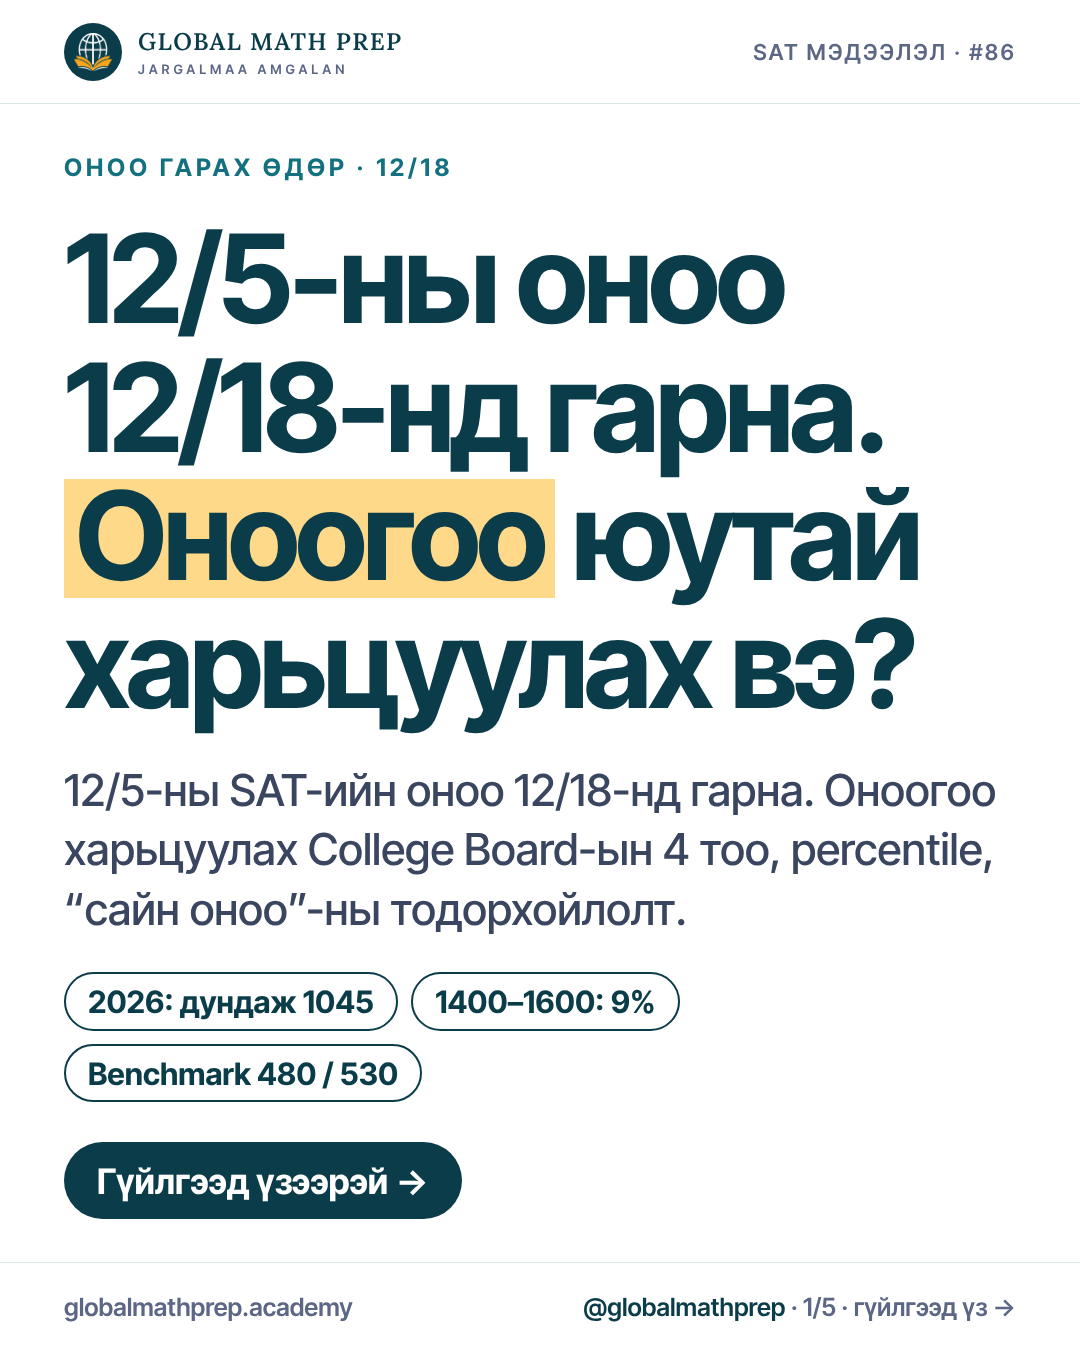 GLOBAL MATH PREP
JARGALMAA AMGALAN
SAT МЭДЭЭЛЭЛ · #86
ОНОО ГАРАХ ӨДӨР · 12/18
12/5-ны оноо
12/18-нд гарна.
Оноогоо юутай
харьцуулах вэ?
12/5-ны SAT-ийн оноо 12/18-нд гарна. Оноогоо
харьцуулах College Board-ын 4 тоо, percentile,
“сайн оноо”-ны тодорхойлолт.
2026: дундаж 1045
1400–1600: 9%
Benchmark 480 / 530
Гүйлгээд үзээрэй →
globalmathprep.academy
@globalmathprep · 1/5 · гүйлгээд үз →